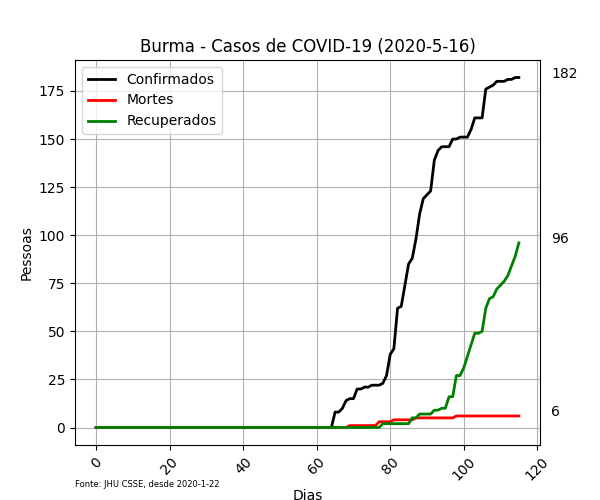 Burma - Casos de COVID-19 (2020-5-16)
Confirmados
Mortes
Recuperados
182
96
6
175
150
125
100
75
50
25
0
Pessoas
0 20 40 60 80 100 120
Fonte: JHU CSSE, desde 2020-1-22
Dias